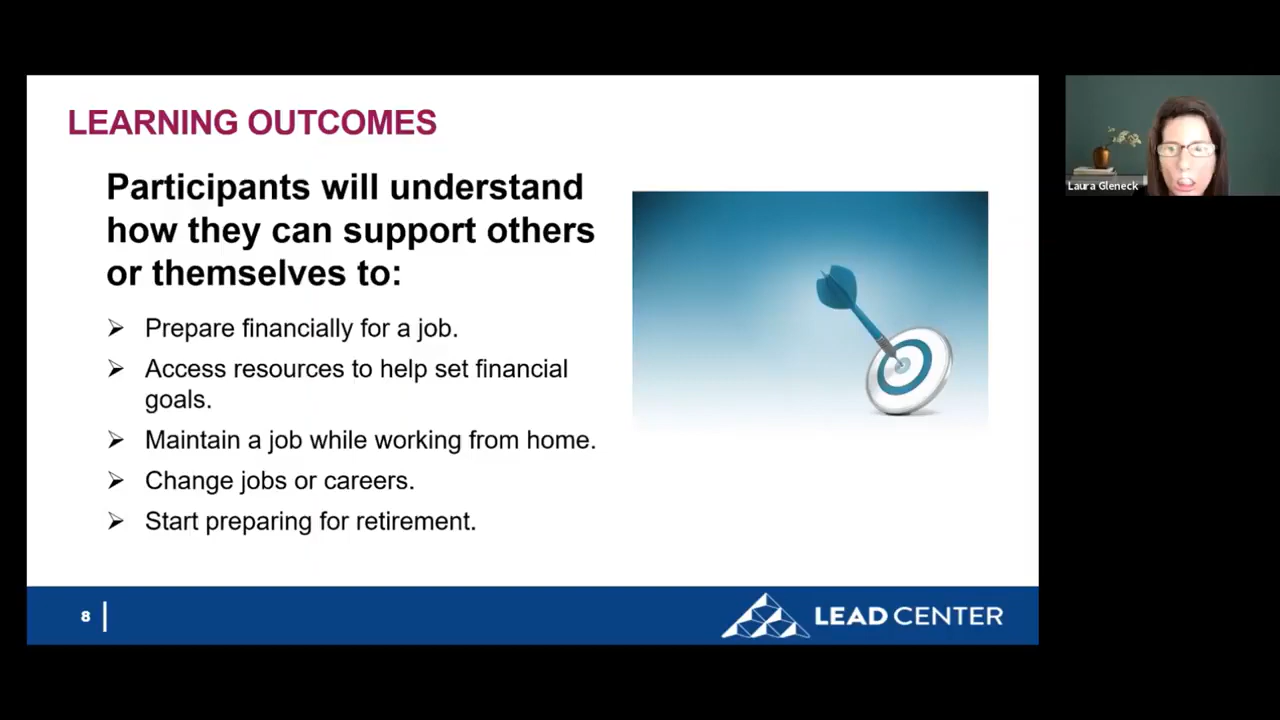 LEARNING OUTCOMES
Participants will understand
how they can support others
or themselves to:
Prepare financially for a job.
Access resources to help set financial
goals.
Maintain a job while working from home.
Change jobs or careers.
Start preparing for retirement.
8
LEAD CENTER
Laura Gleneck